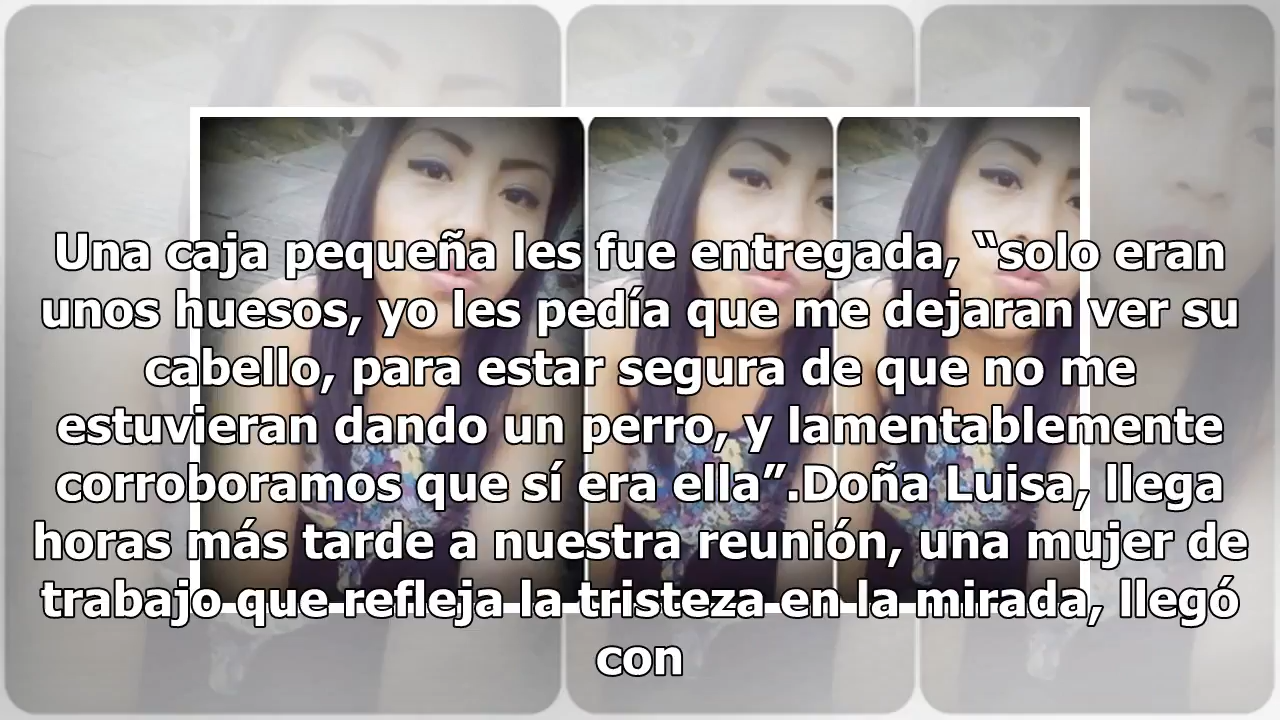 Una caja pequeña les fue entregada, “solo eran
unos huesos, yo les pedía que me dejaran ver su
cabello, para estar segura de que no me
estuvieran dando un perro, y lamentablemente
corroboramos que sí era ella”.Doña Luisa, llega
horas más tarde a nuestra reunión, una mujer de
trabajo que refleja la tristeza en la mirada, llegó
con